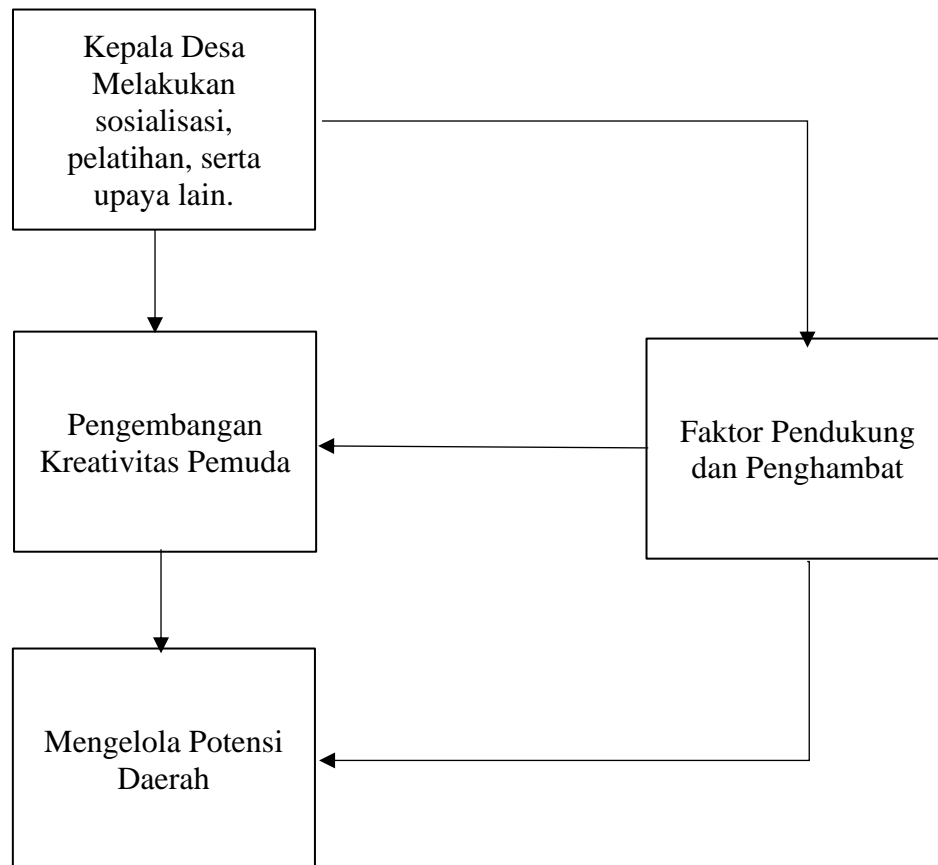 Kepala Desa
Melakukan
sosialisasi,
pelatihan, serta
upaya lain.
Pengembangan
Kreativitas Pemuda
Faktor Pendukung
dan Penghambat
Mengelola Potensi
Daerah